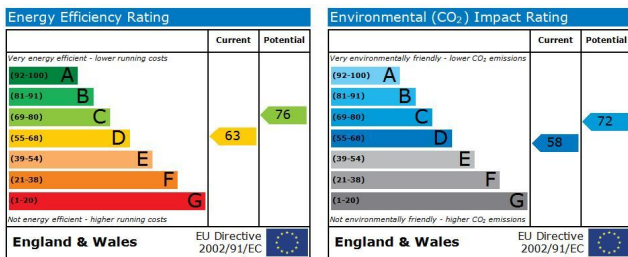 Energy Efficiency Rating
Current Potential
Very energy efficient - lower running costs
(92-100) A
(81-91) B
(69-80) C
(55-68) D
(39-54) E
(21-38) F
(1-20) G
63
76
Not energy efficient - higher running costs
England & Wales
EU Directive
2002/91/EC
Environmental (CO₂) Impact Rating
Current Potential
Very environmentally friendly - lower CO₂ emissions
(92-100) A
(81-91) B
(69-80) C
(55-68) D
(39-54) E
(21-38) F
(1-20) G
58
72
Not environmentally friendly - higher CO₂ emissions
England & Wales
EU Directive
2002/91/EC